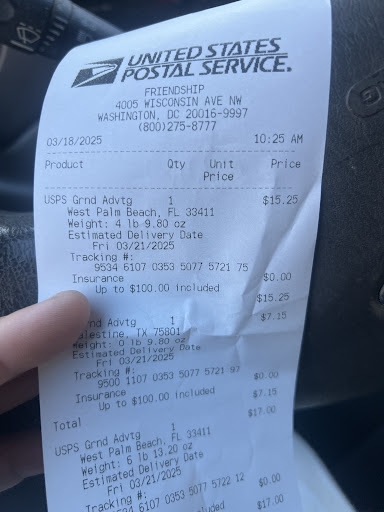 UNITED STATES
POSTAL SERVICE.
FRIENDSHIP
4005 WISCONSIN AVE NW
WASHINGTON, DC 20016-9997
(800)275-8777
03/18/2025 10:25 AM
Product Qty Unit Price
Price
USPS Grnd Advtg 1 $15.25
West Palm Beach, FL 33411
Weight: 4 lb 9.80 oz
Estimated Delivery Date
Fri 03/21/2025
Tracking #:
9534 6107 0353 5077 5721 75
Insurance $0.00
Up to $100.00 included
$15.25
Grnd Advtg 1 $7.15
Palestine, TX 75801
Weight: 0 lb 9.80 oz
Estimated Delivery Date
Fri 03/21/2025
Tracking #:
9500 1107 0353 5077 5721 97
Insurance $0.00
Up to $100.00 included
Total $7.15
USPS Grnd Advtg 1 $17.00
West Palm Beach, FL 33411
Weight: 6 lb 13.20 oz
Estimated Delivery Date
Fri 03/21/2025
Tracking #:
9534 6107 0353 5077 5722 12
$0.00
included
$17.00